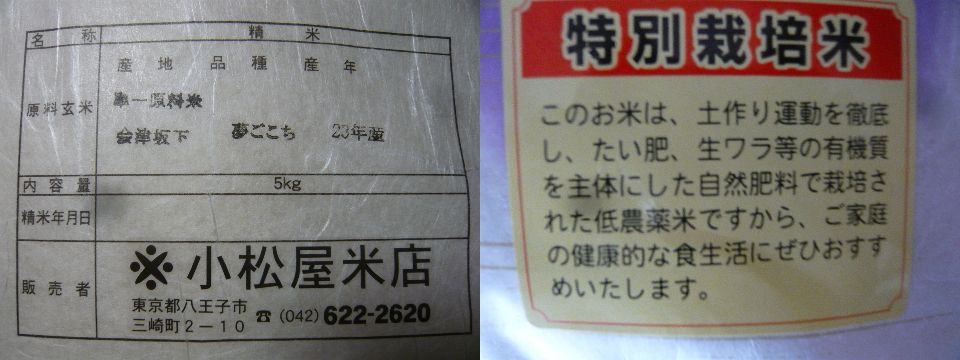 名称 精米
産地 品種 産年
原料玄米
単一原料米
会津坂下 夢ごこち 23年産
内容量 5kg
精米年月日
販売者
※小松屋米店
東京都八王子市
三崎町2-10 ☎(042)622-2620
特別栽培米
このお米は、土作り運動を徹底
し、たい肥、生ワラ等の有機質
を主体にした自然肥料で栽培さ
れた低農薬米ですから、ご家庭
の健康的な食生活にぜひおすす
めいたします。